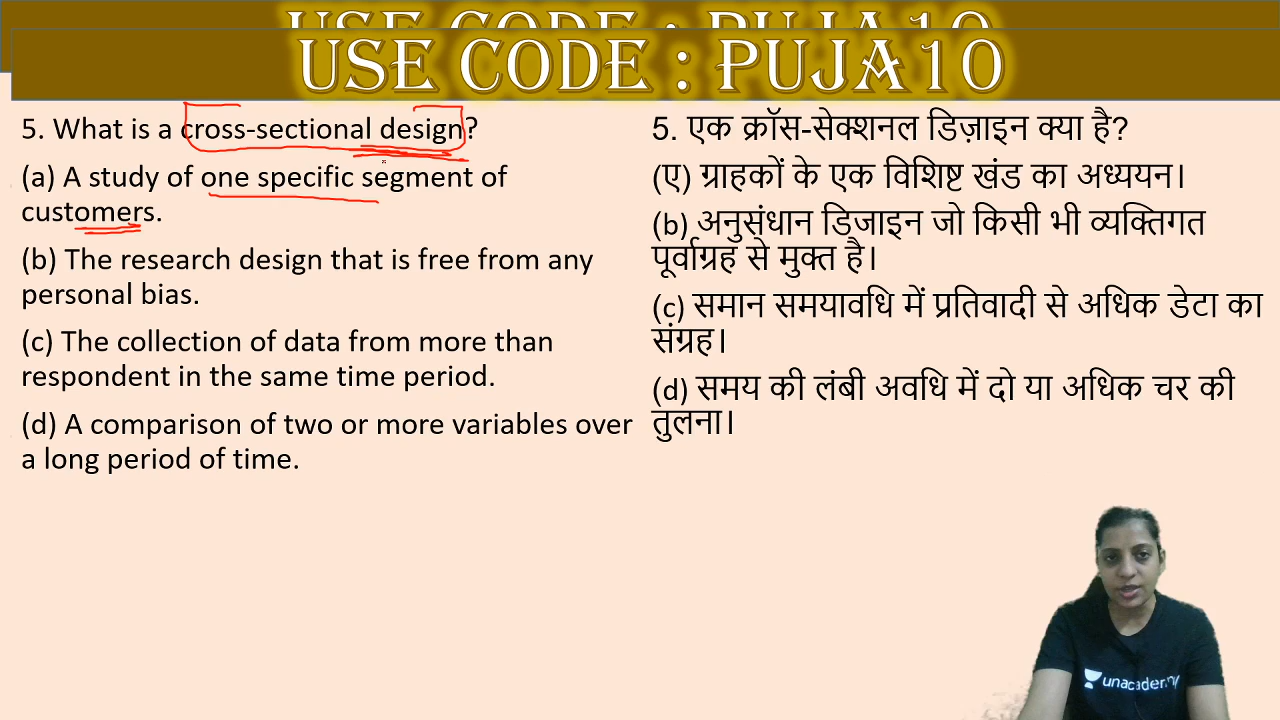 USE CODE : PUJA10
USE CODE : PUJA10
5. What is a cross-sectional design?
(a) A study of one specific segment of
customers.
(b) The research design that is free from any
personal bias.
(c) The collection of data from more than
respondent in the same time period.
(d) A comparison of two or more variables over
a long period of time.
5. एक क्रॉस-सेक्शनल डिज़ाइन क्या है?
(ए) ग्राहकों के एक विशिष्ट खंड का अध्ययन।
(b) अनुसंधान डिजाइन जो किसी भी व्यक्तिगत
पूर्वाग्रह से मुक्त है।
(c) समान समयावधि में प्रतिवादी से अधिक डेटा का
संग्रह।
(d) समय की लंबी अवधि में दो या अधिक चर की
तुलना।
unacademy